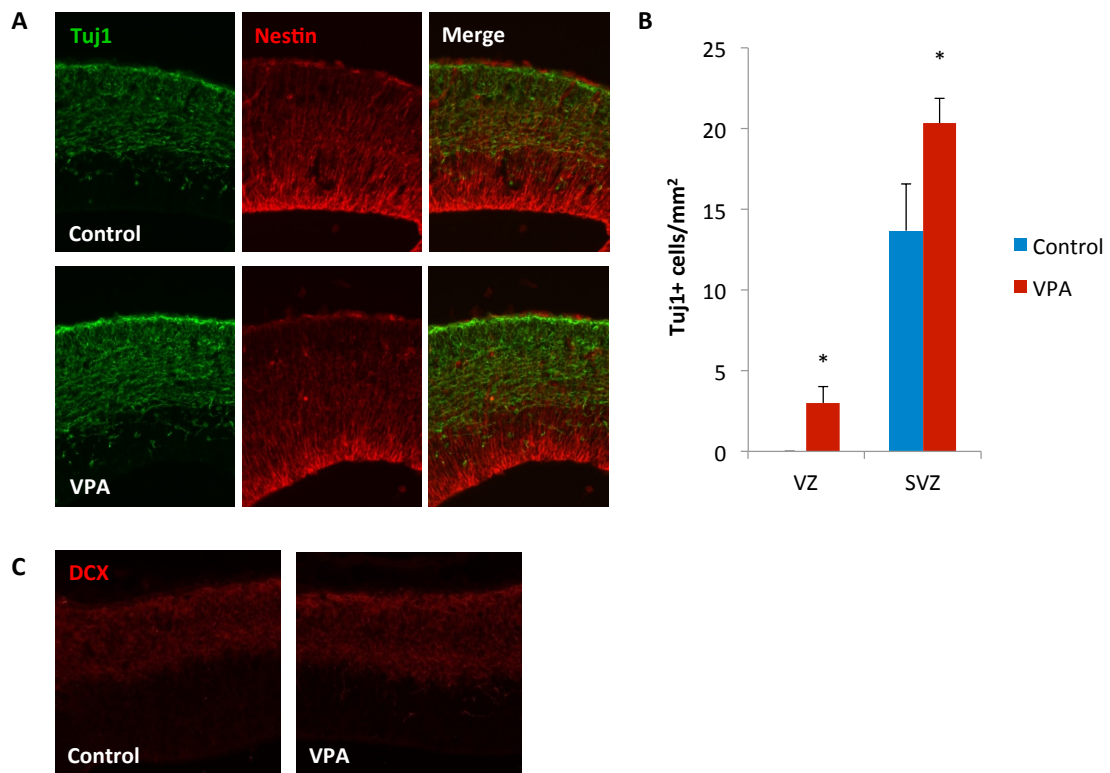 A
Tuj1
Nestin
Merge
Control
VPA
B
25
20
15
10
5
0
Tuj1+ cells/mm²
*
*
VZ
SVZ
Control
VPA
C
DCX
Control
VPA